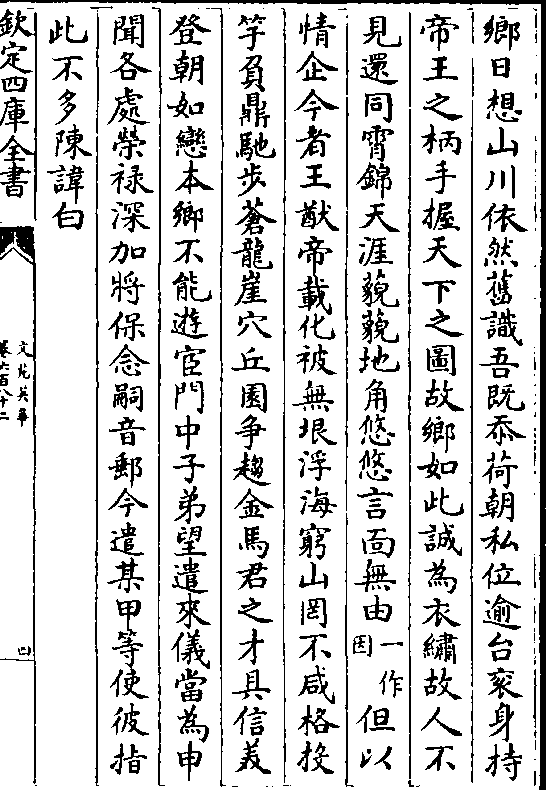 鄉日想山川依然舊識吾既忝荷朝私位逾台衮身持
帝王之柄手握天下之圖故鄉如此誠為衣繡故人不
見還同宵錦天涯藐藐地角悠悠言面無由一作因但以
情企今者王猷帝載化被無垠浮海窮山罔不咸格投
竿負鼎馳步蒼龍崖穴丘園争趨金馬君之才具信美
登朝如戀本鄉不能遊宦門中子弟望遣來儀當為申
聞各處榮禄深加將保念嗣音郵今遣某甲等使彼指
此不多陳諱白
欽定四庫全書
文苑英華
卷六百八十二
四